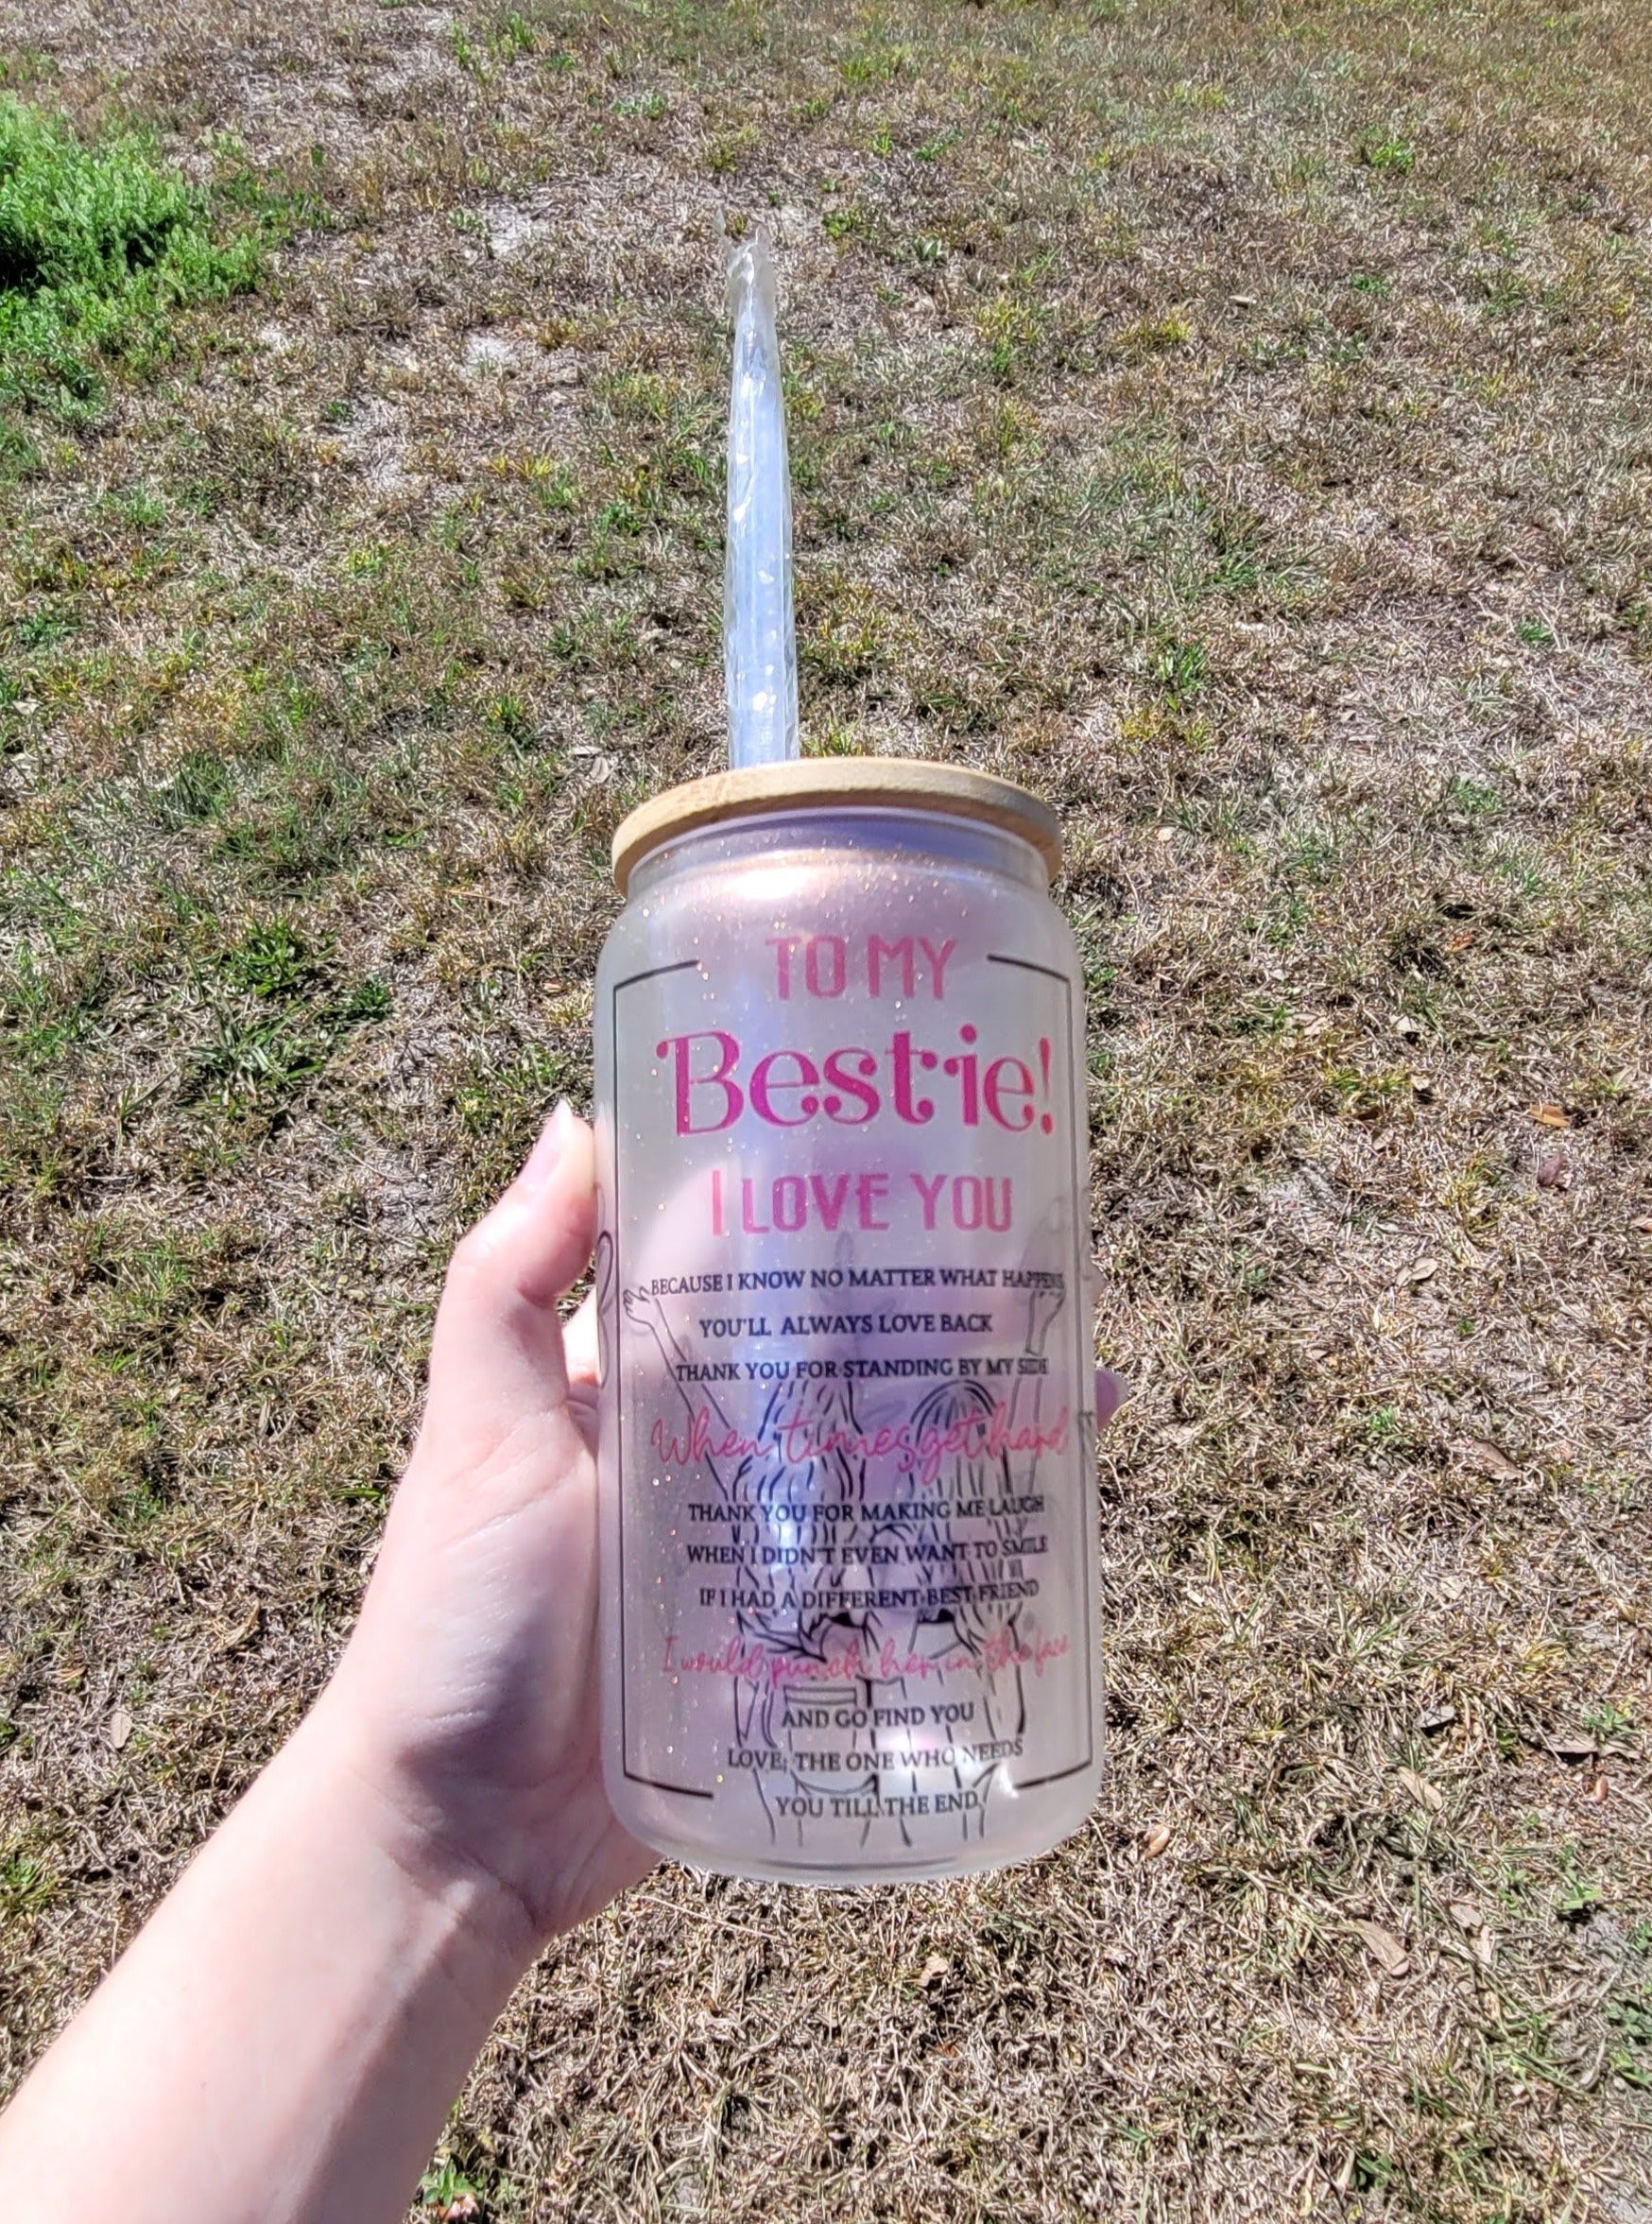 TO MY
Bestie!
I LOVE YOU
BECAUSE I KNOW NO MATTER WHAT HAPPENS
YOU'LL ALWAYS LOVE BACK
THANK YOU FOR STANDING BY MY SIDE
When times get hard
THANK YOU FOR MAKING ME LAUGH
WHEN I DIDN'T EVEN WANT TO SMILE
IF I HAD A DIFFERENT BEST FRIEND
I would punch her in the face
AND GO FIND YOU
LOVE, THE ONE WHO NEEDS
YOU TILL THE END